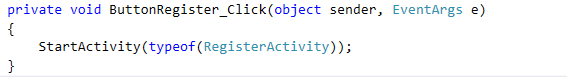 private void ButtonRegister_Click(object sender, EventArgs e)
{
    StartActivity(typeof(RegisterActivity));
}